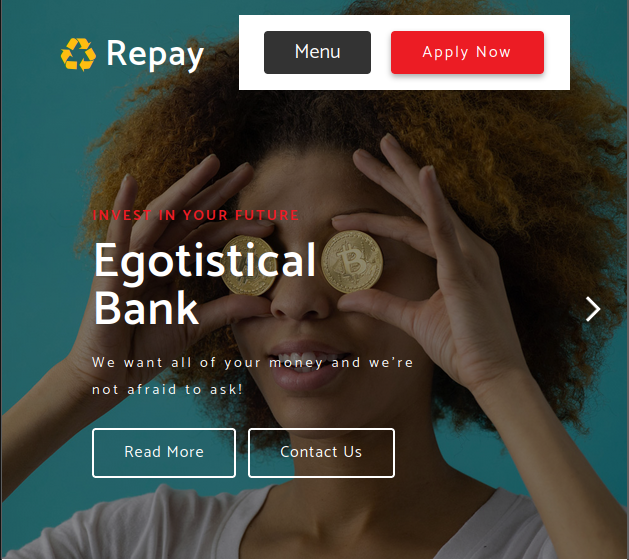 Repay
Menu
Apply Now
INVEST IN YOUR FUTURE
Egotistical
Bank
We want all of your money and we're
not afraid to ask!
Read More
Contact Us